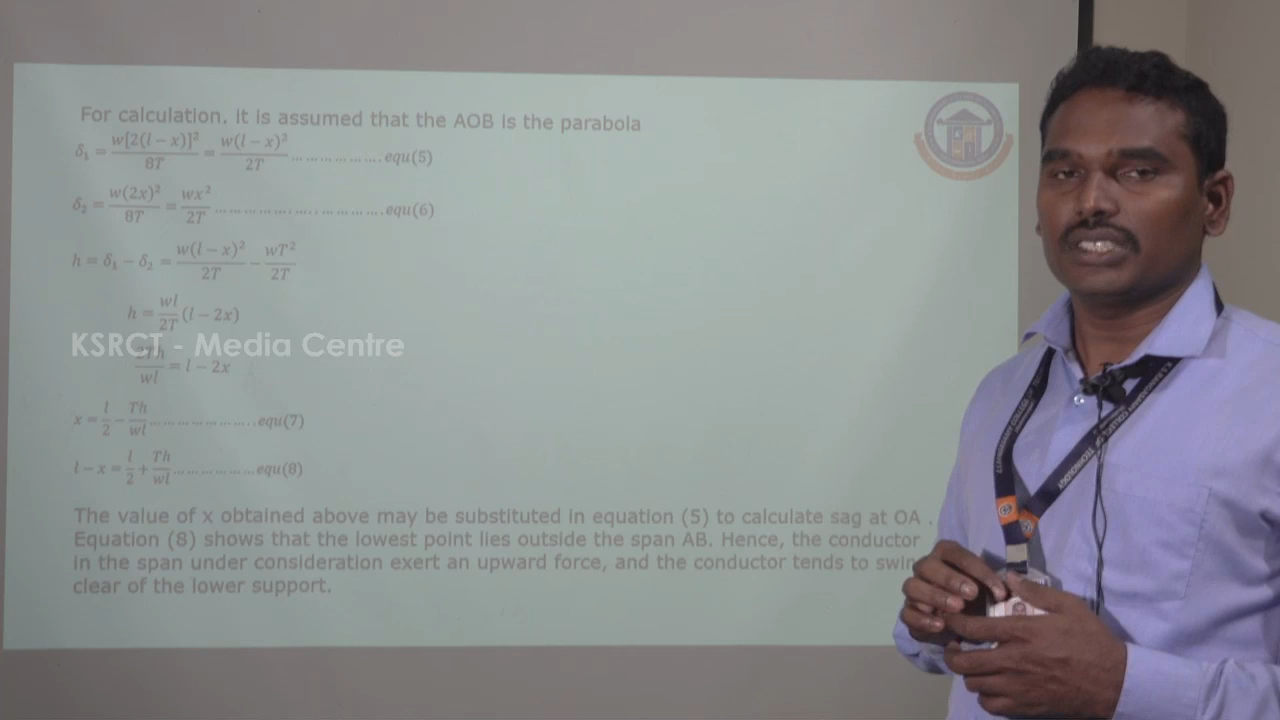 For calculation, it is assumed that the AOB is the parabola
δ₁ = w[2(l − x)]²/8T = w(l − x)²/2T ……………….equ(5)
δ₂ = w(2x)²/8T = wx²/2T ……………………….equ(6)
h = δ₁ − δ₂ = w(l − x)²/2T − wT²/2T
h = wl/2T (l − 2x)
KSRCT - Media Centre
2Th/wl = l − 2x
x = l/2 − Th/wl ………………….equ(7)
l − x = l/2 + Th/wl ……………equ(8)
The value of x obtained above may be substituted in equation (5) to calculate sag at OA .
Equation (8) shows that the lowest point lies outside the span AB. Hence, the conductor
in the span under consideration exert an upward force, and the conductor tends to
clear of the lower support.